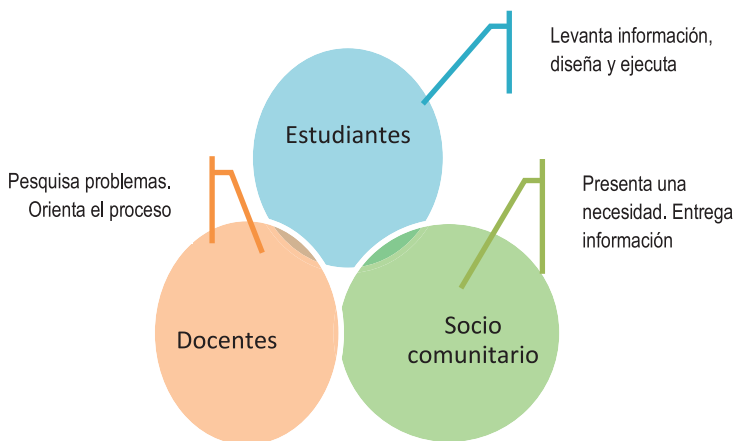 Levanta información,
diseña y ejecuta
Estudiantes
Pesquisa problemas.
Orienta el proceso
Presenta una
necesidad. Entrega
información
Docentes
Socio
comunitario